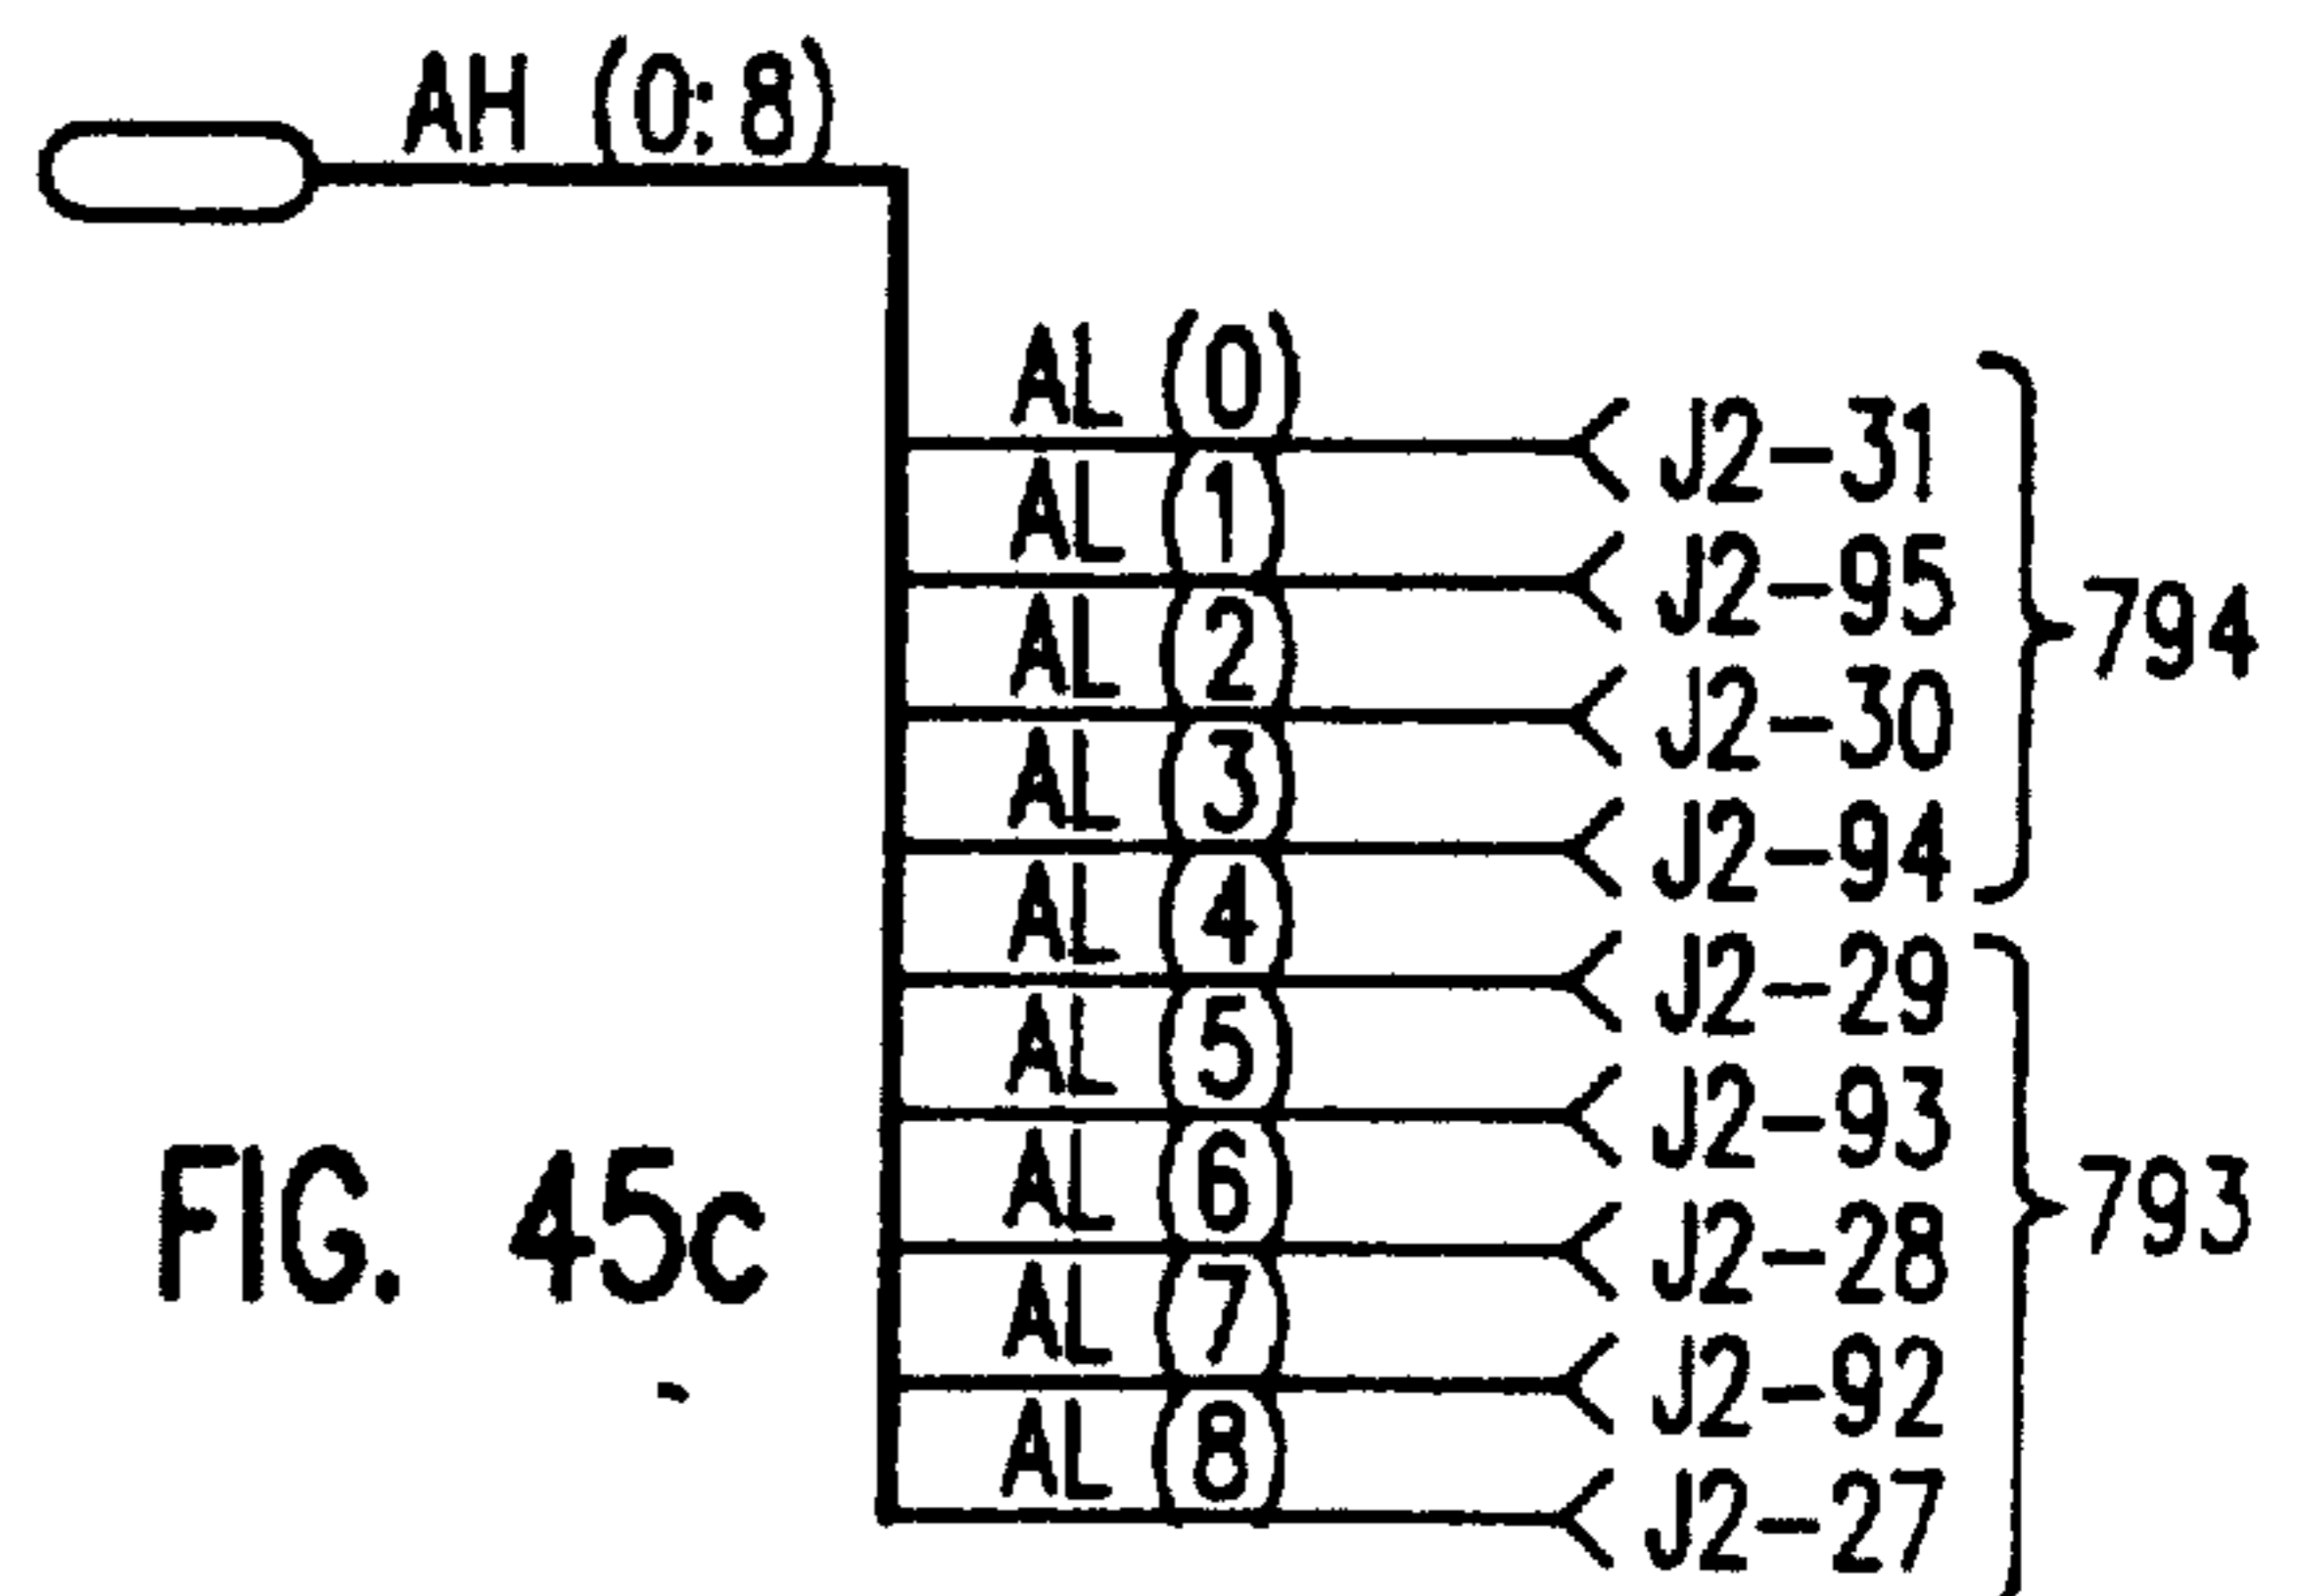 AH (0:8)
AL (0) J2-31
AL (1) J2-95
AL (2) J2-30
AL (3) J2-94
794
AL (4) J2-29
AL (5) J2-93
AL (6) J2-28
AL (7) J2-92
AL (8) J2-27
793
FIG. 45c